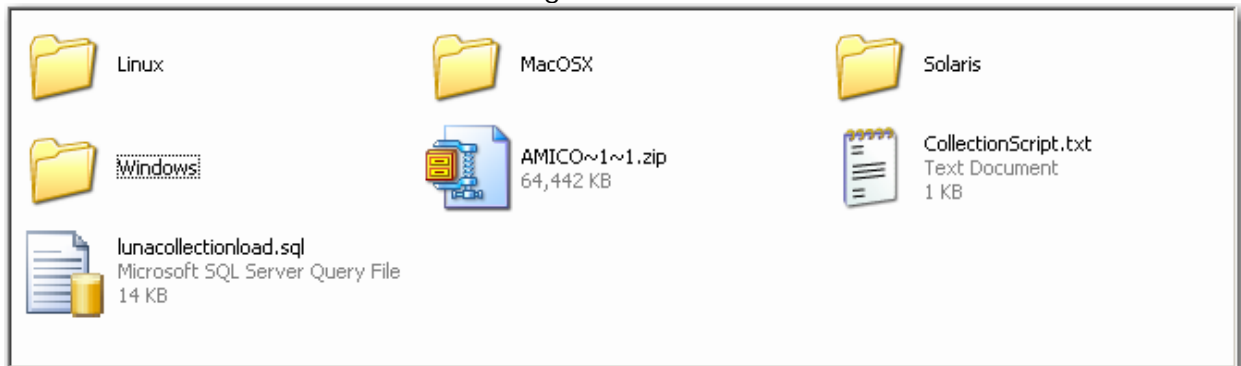 Linux
MacOSX
Solaris
Windows
AMICO~1~1.zip
64,442 KB
CollectionScript.txt
Text Document
1 KB
lunacollectionload.sql
Microsoft SQL Server Query File
14 KB